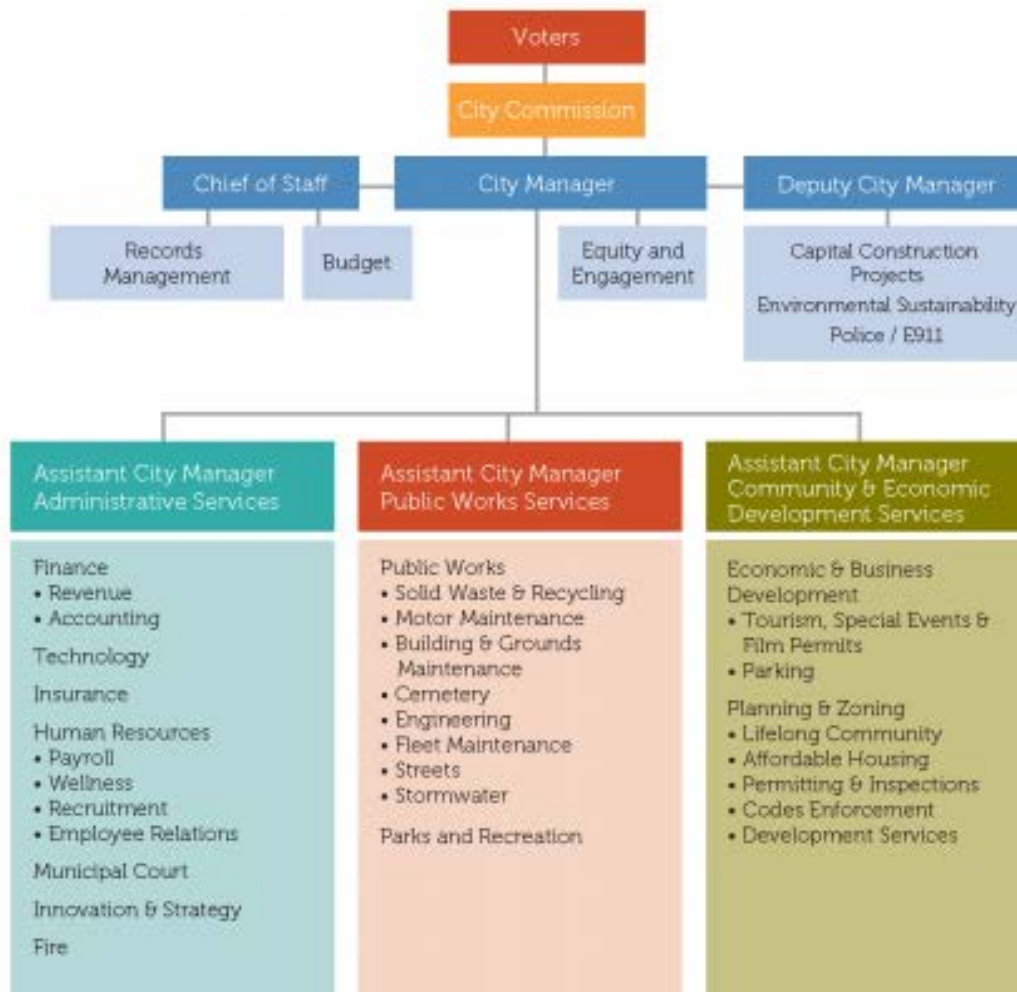 Voters
City Commission
Chief of Staff
City Manager
Deputy City Manager
Records
Management
Budget
Equity and
Engagement
Capital Construction
Projects
Environmental Sustainability
Police / E911
Assistant City Manager
Administrative Services
Finance
• Revenue
• Accounting
Technology
Insurance
Human Resources
• Payroll
• Wellness
• Recruitment
• Employee Relations
Municipal Court
Innovation & Strategy
Fire
Assistant City Manager
Public Works Services
Public Works
• Solid Waste & Recycling
• Motor Maintenance
• Building & Grounds
Maintenance
• Cemetery
• Engineering
• Fleet Maintenance
• Streets
• Stormwater
Parks and Recreation
Assistant City Manager
Community & Economic
Development Services
Economic & Business
Development
• Tourism, Special Events &
Film Permits
• Parking
Planning & Zoning
• Lifelong Community
• Affordable Housing
• Permitting & Inspections
• Codes Enforcement
• Development Services